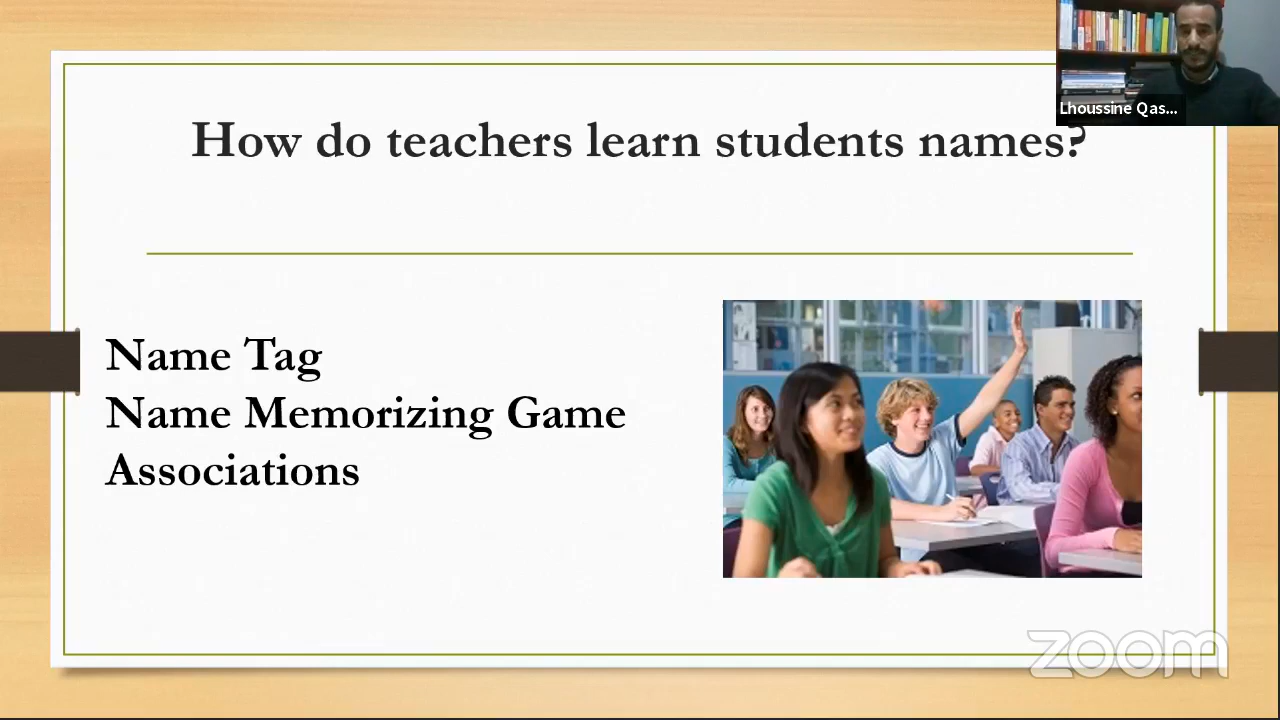 How do teachers learn students names?
Lhoussine Qas...
Name Tag
Name Memorizing Game
Associations
zoom